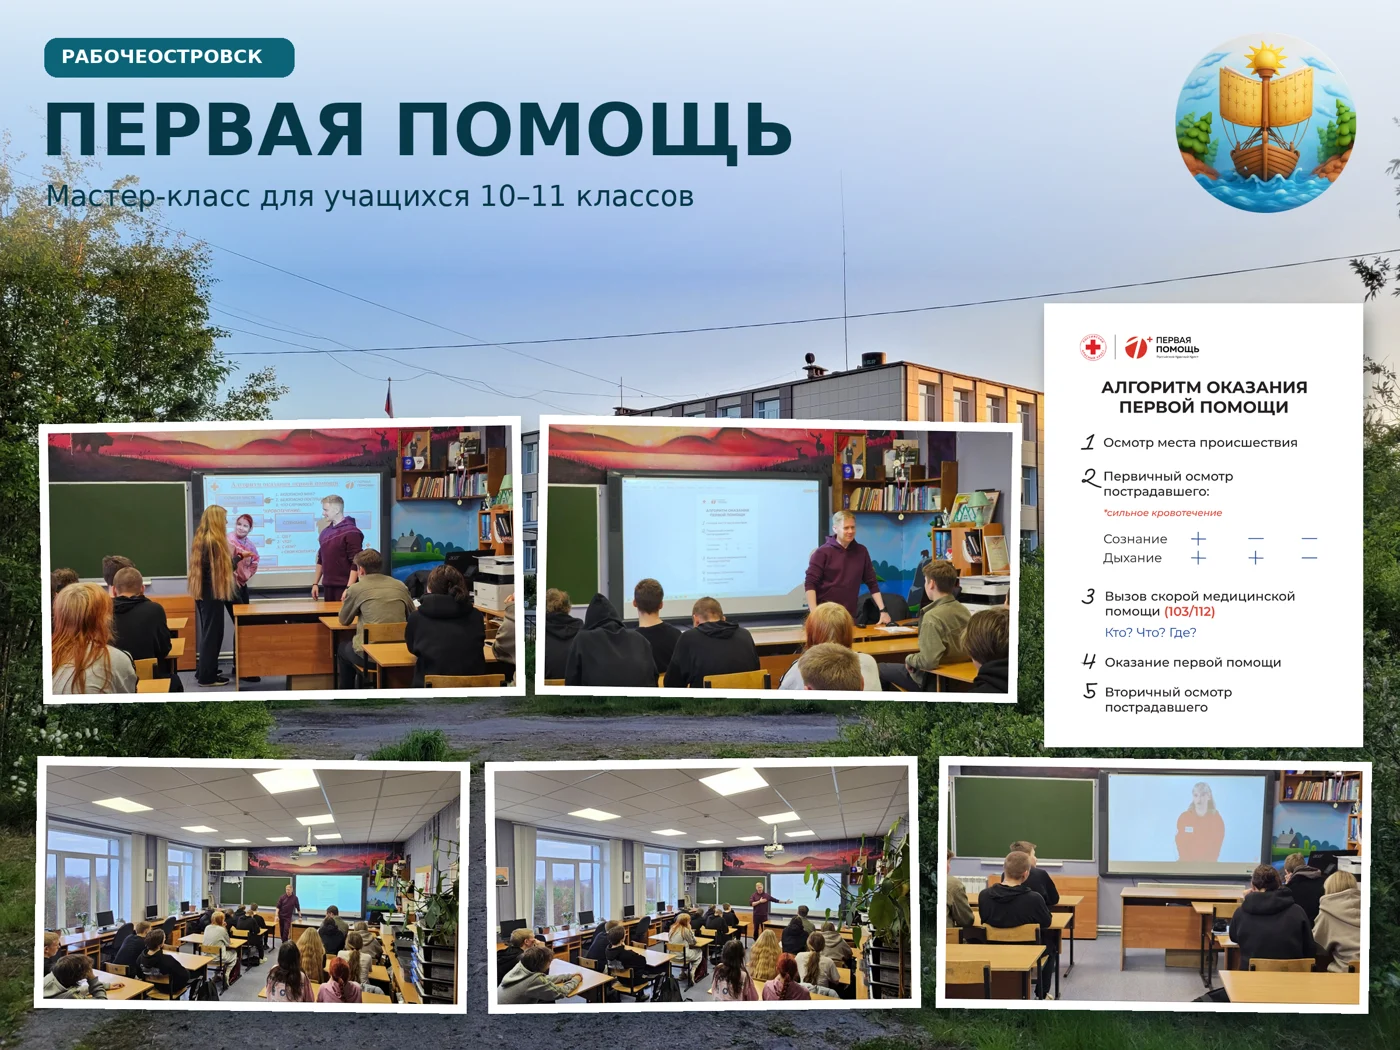 РАБОЧЕОСТРОВСК
ПЕРВАЯ ПОМОЩЬ
Мастер-класс для учащихся 10–11 классов
ПЕРВАЯ
ПОМОЩЬ
АЛГОРИТМ ОКАЗАНИЯ
ПЕРВОЙ ПОМОЩИ
1 Осмотр места происшествия
2 Первичный осмотр
пострадавшего:
*сильное кровотечение
Сознание + – –
Дыхание + + –
3 Вызов скорой медицинской
помощи (103/112)
Кто? Что? Где?
4 Оказание первой помощи
5 Вторичный осмотр
пострадавшего